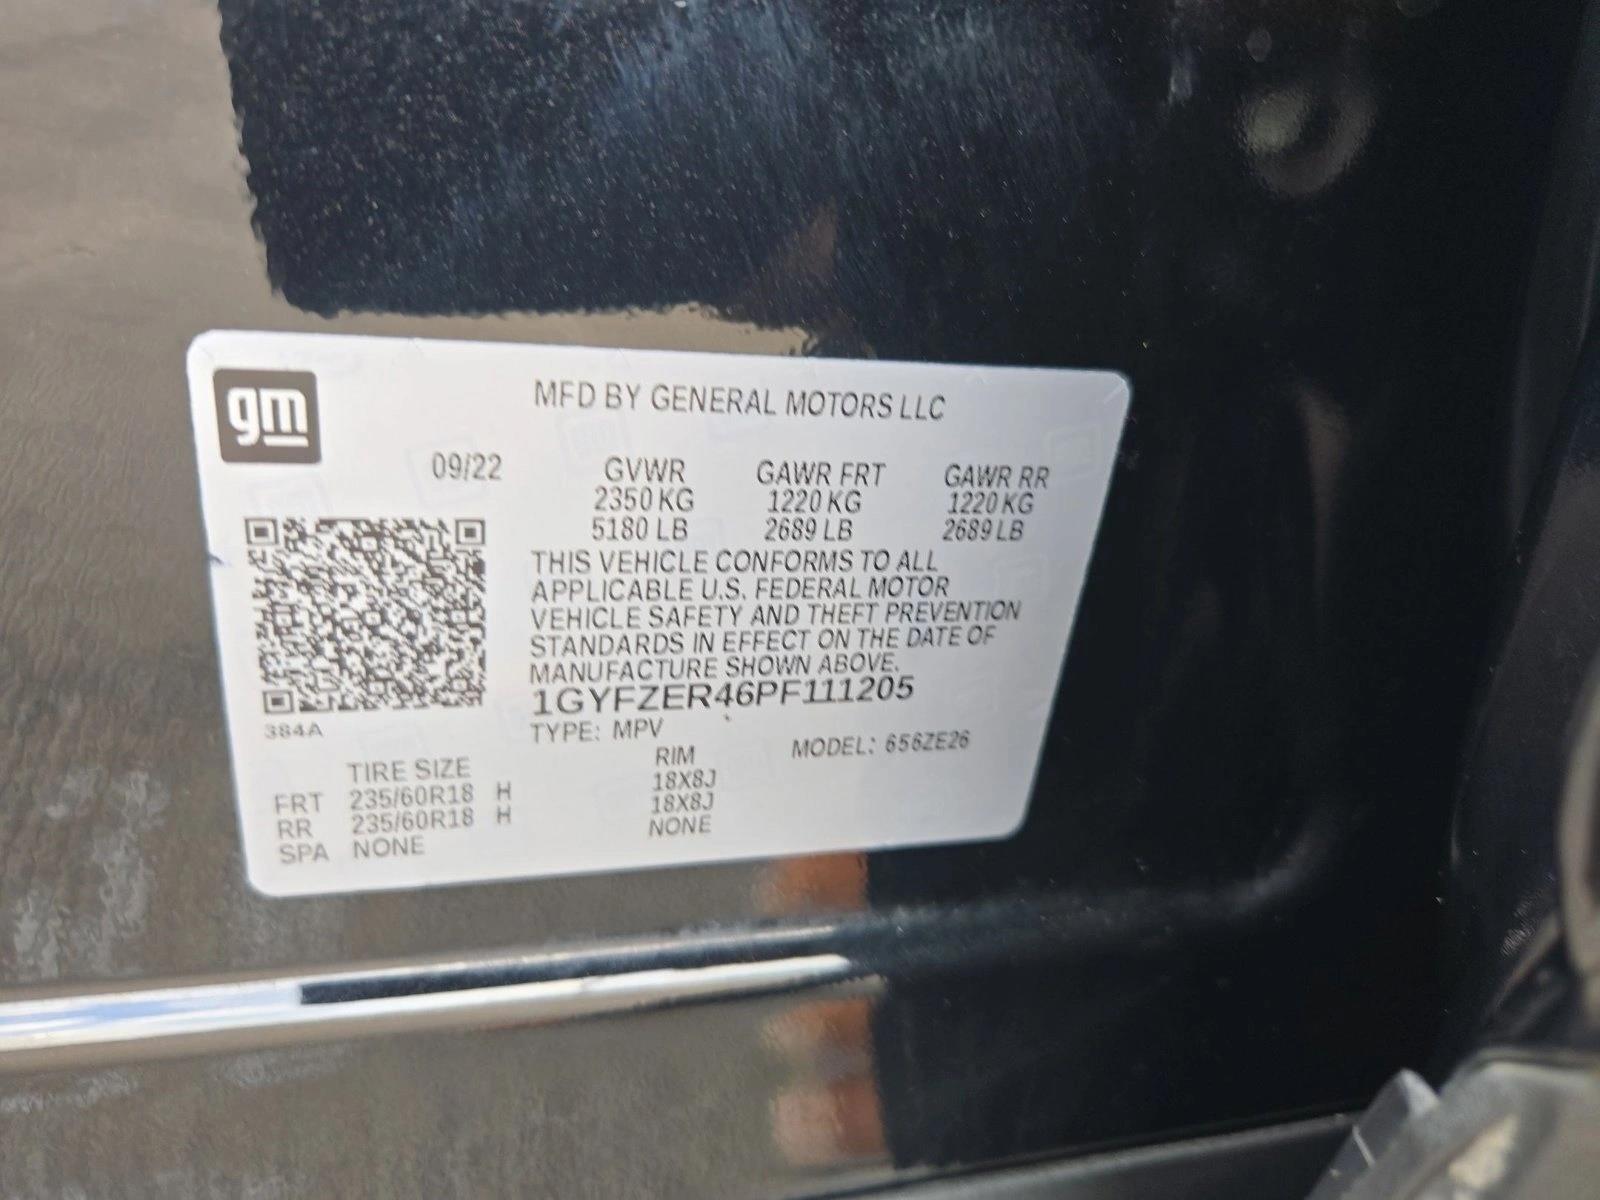 gm
MFD BY GENERAL MOTORS LLC
09/22
GVWR GAWR FRT GAWR RR
2350 KG 1220 KG 1220 KG
5180 LB 2689 LB 2689 LB
THIS VEHICLE CONFORMS TO ALL
APPLICABLE U.S. FEDERAL MOTOR
VEHICLE SAFETY AND THEFT PREVENTION
STANDARDS IN EFFECT ON THE DATE OF
MANUFACTURE SHOWN ABOVE.
1GYFZER46PF111205
384A
TYPE: MPV MODEL: 656ZE26
TIRE SIZE RIM
FRT 235/60R18 H 18X8J
RR 235/60R18 H 18X8J
SPA NONE NONE